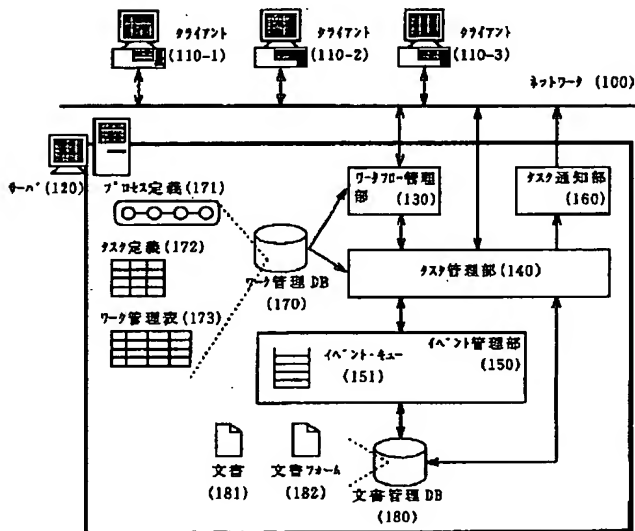 クライアント
(110-1)
クライアント
(110-2)
クライアント
(110-3)
ネットワーク (100)
サーバ(120)
プロセス定義(171)
ワークフロー管理
部
(130)
タスク通知部
(160)
タスク定義(172)
ワーク管理DB
(170)
タスク管理部(140)
ワーク管理表(173)
イベント管理部
(150)
イベント・キュー
(151)
文書
(181)
文書フォーム
(182)
文書管理DB
(180)